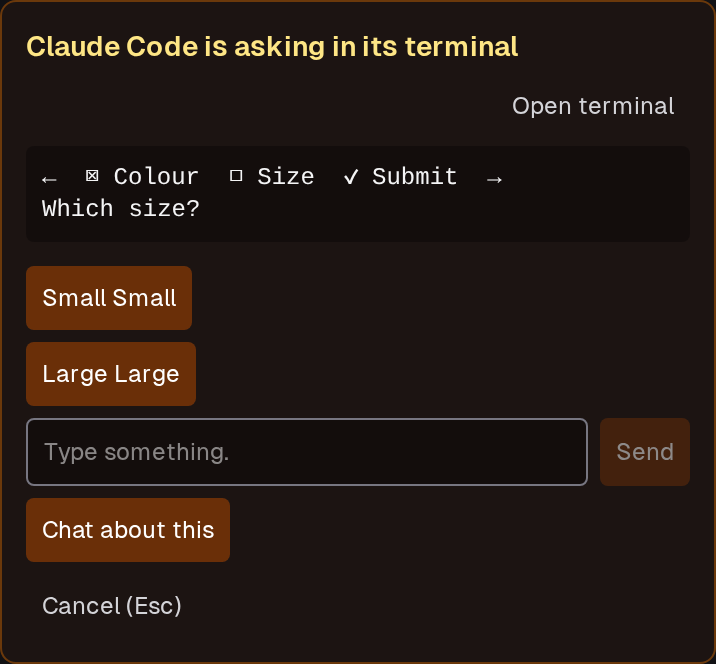 Claude Code is asking in its terminal
Open terminal
← ☒ Colour ☐ Size ✓ Submit →
Which size?
Small Small
Large Large
Type something.
Send
Chat about this
Cancel (Esc)